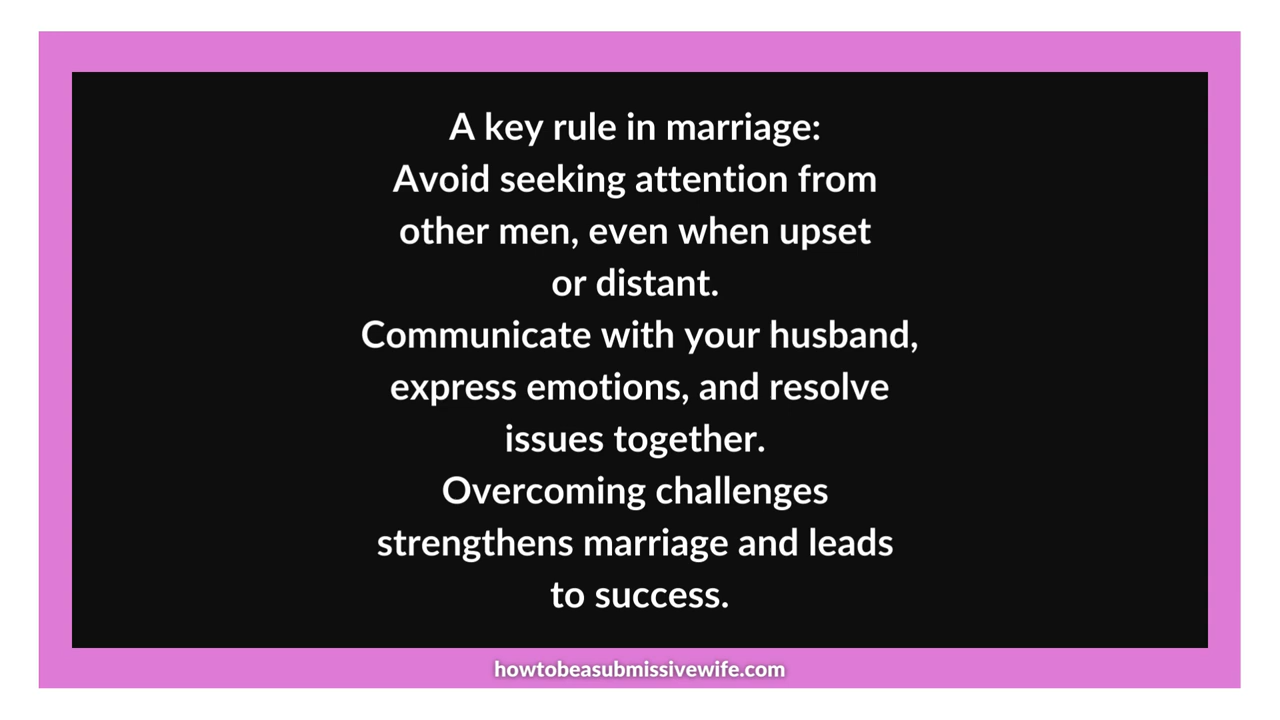 A key rule in marriage:
Avoid seeking attention from
other men, even when upset
or distant.
Communicate with your husband,
express emotions, and resolve
issues together.
Overcoming challenges
strengthens marriage and leads
to success.
howtobeasubmissivewife.com